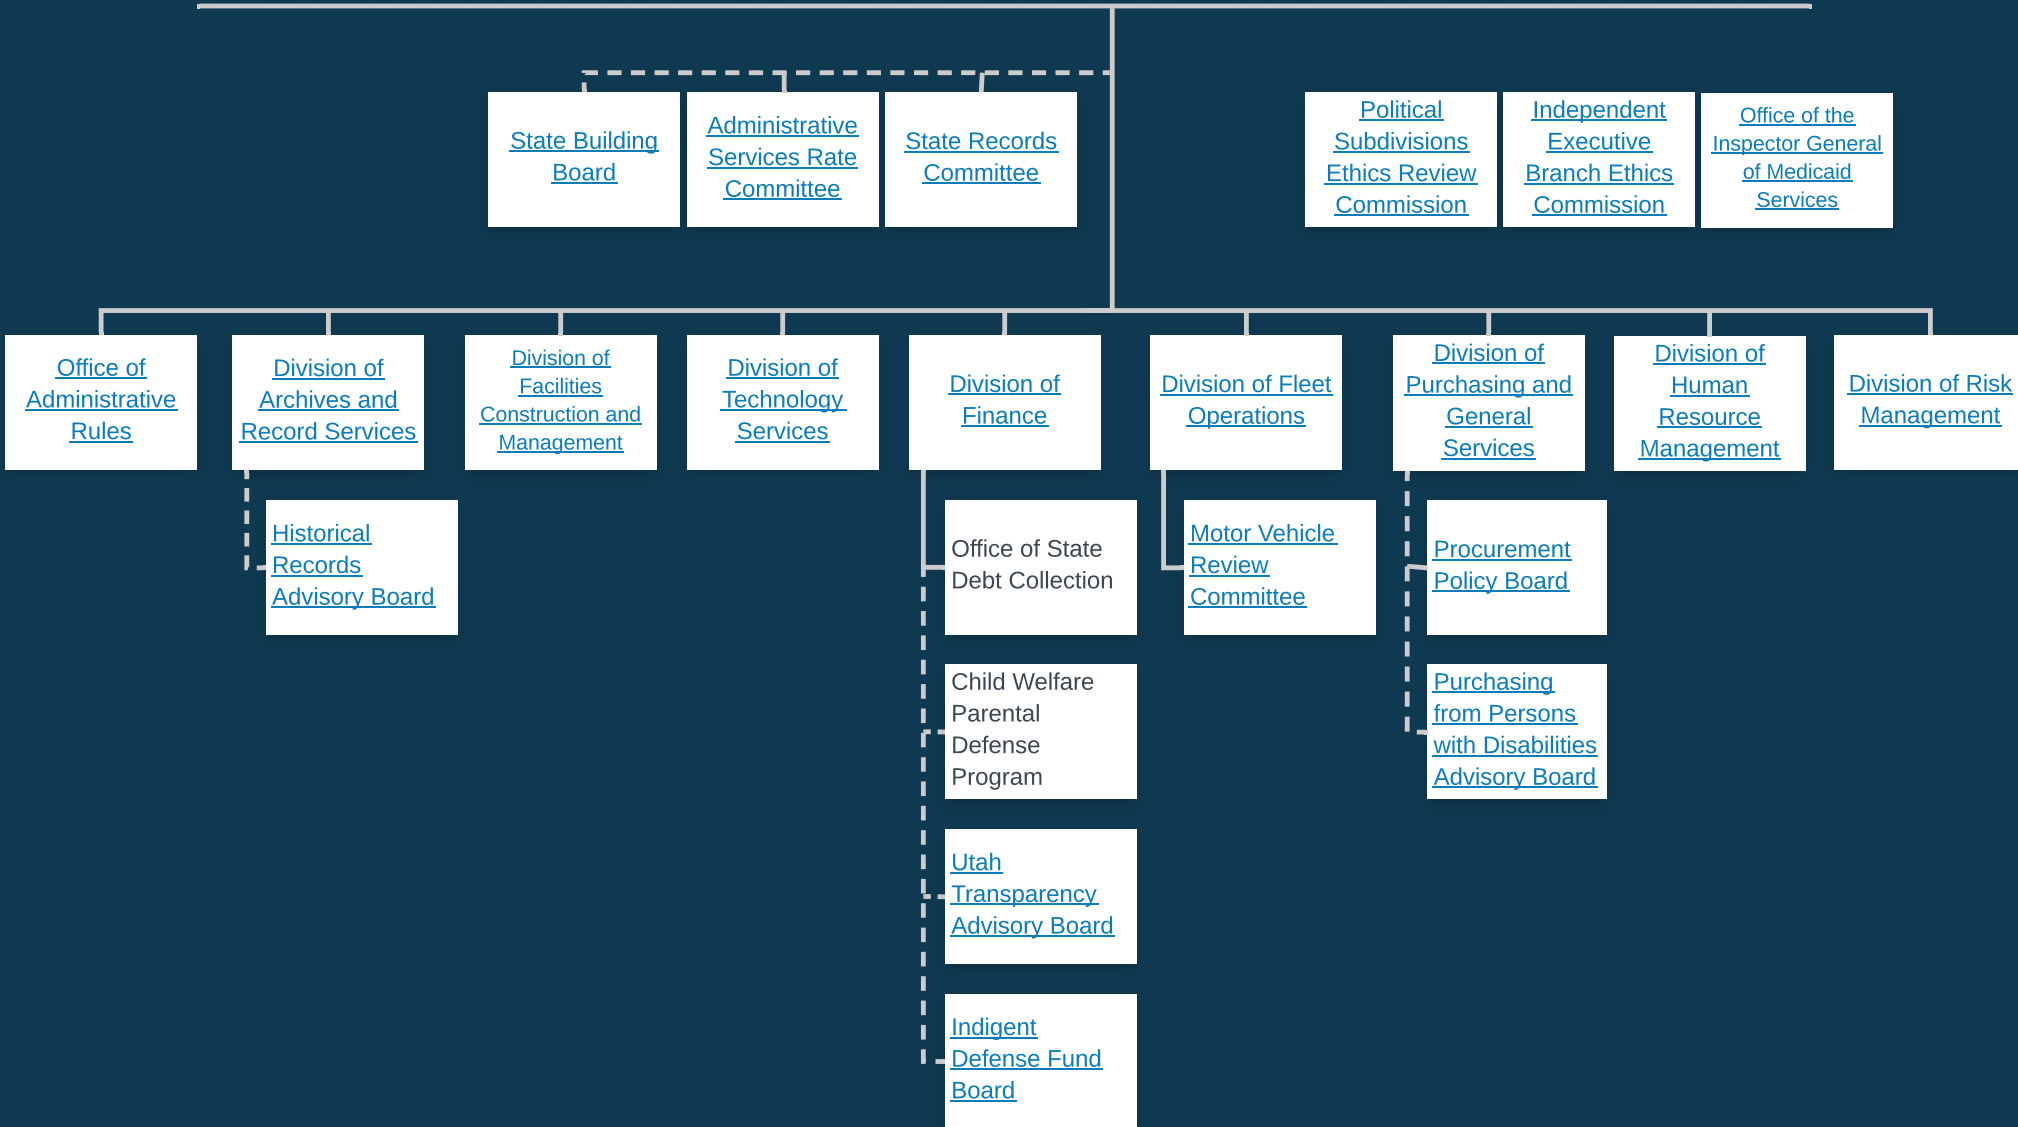 State Building
Board
Administrative
Services Rate
Committee
State Records
Committee
Political
Subdivisions
Ethics Review
Commission
Independent
Executive
Branch Ethics
Commission
Office of the
Inspector General
of Medicaid
Services
Office of
Administrative
Rules
Division of
Archives and
Record Services
Division of
Facilities
Construction and
Management
Division of
Technology
Services
Division of
Finance
Division of Fleet
Operations
Division of
Purchasing and
General
Services
Division of
Human
Resource
Management
Division of Risk
Management
Historical
Records
Advisory Board
Office of State
Debt Collection
Motor Vehicle
Review
Committee
Procurement
Policy Board
Child Welfare
Parental
Defense
Program
Purchasing
from Persons
with Disabilities
Advisory Board
Utah
Transparency
Advisory Board
Indigent
Defense Fund
Board